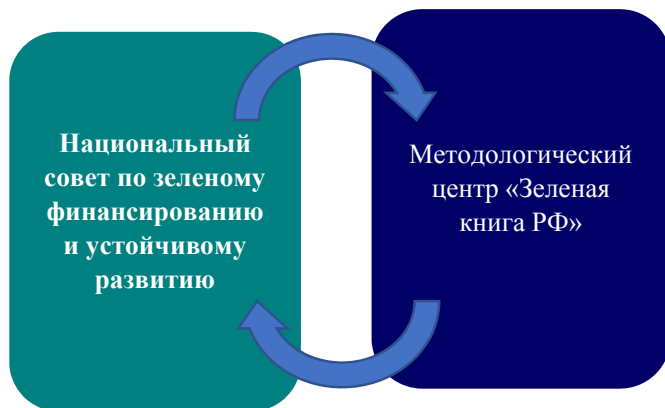 Национальный
совет по зеленому
финансированию
и устойчивому
развитию
Методологический
центр «Зеленая
книга РФ»